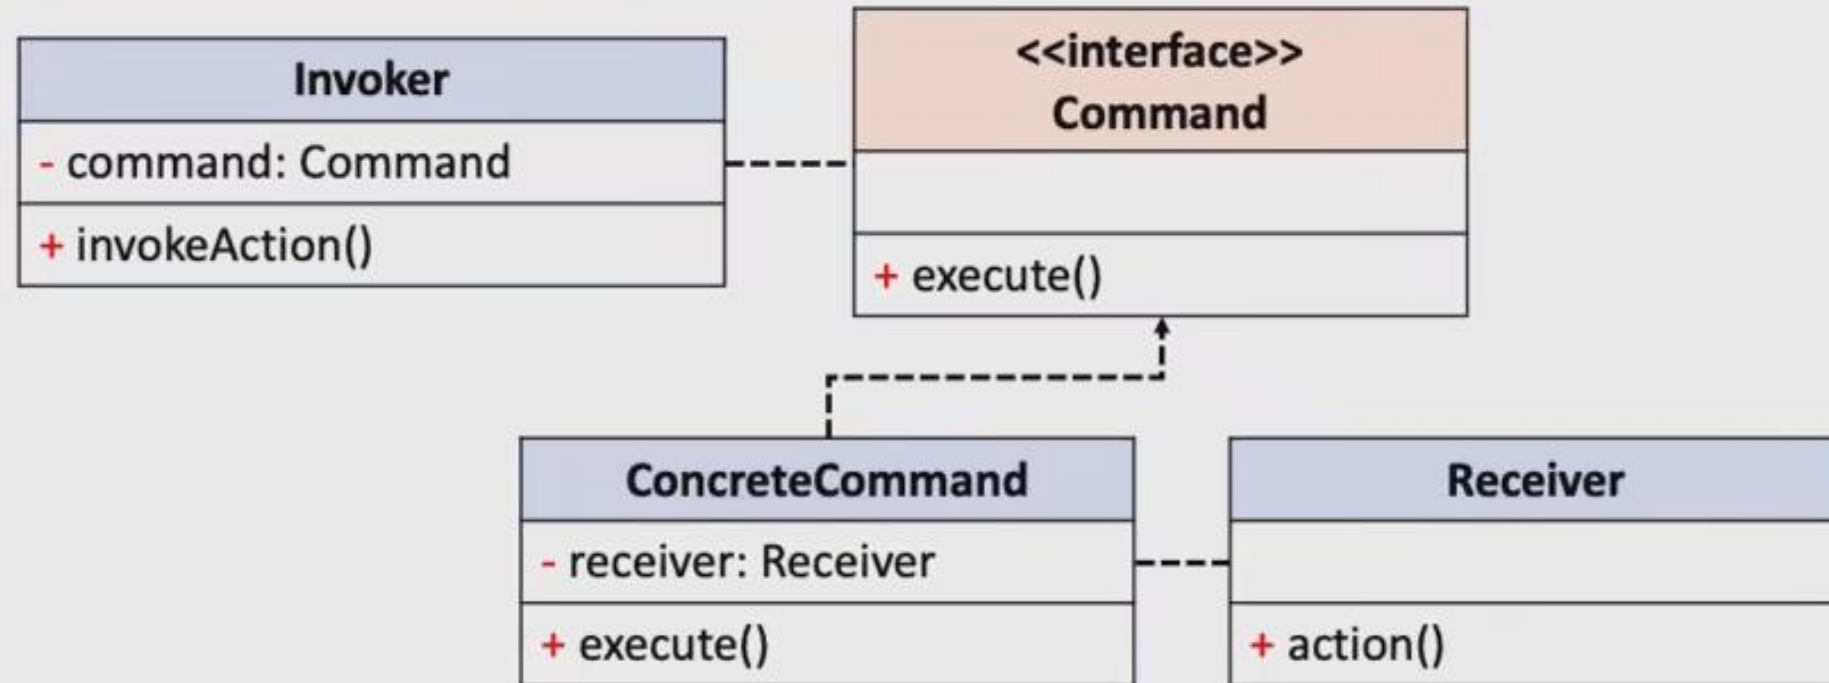 Invoker
- command: Command
+ invokeAction()
<<interface>>
Command
+ execute()
ConcreteCommand
- receiver: Receiver
+ execute()
Receiver
+ action()